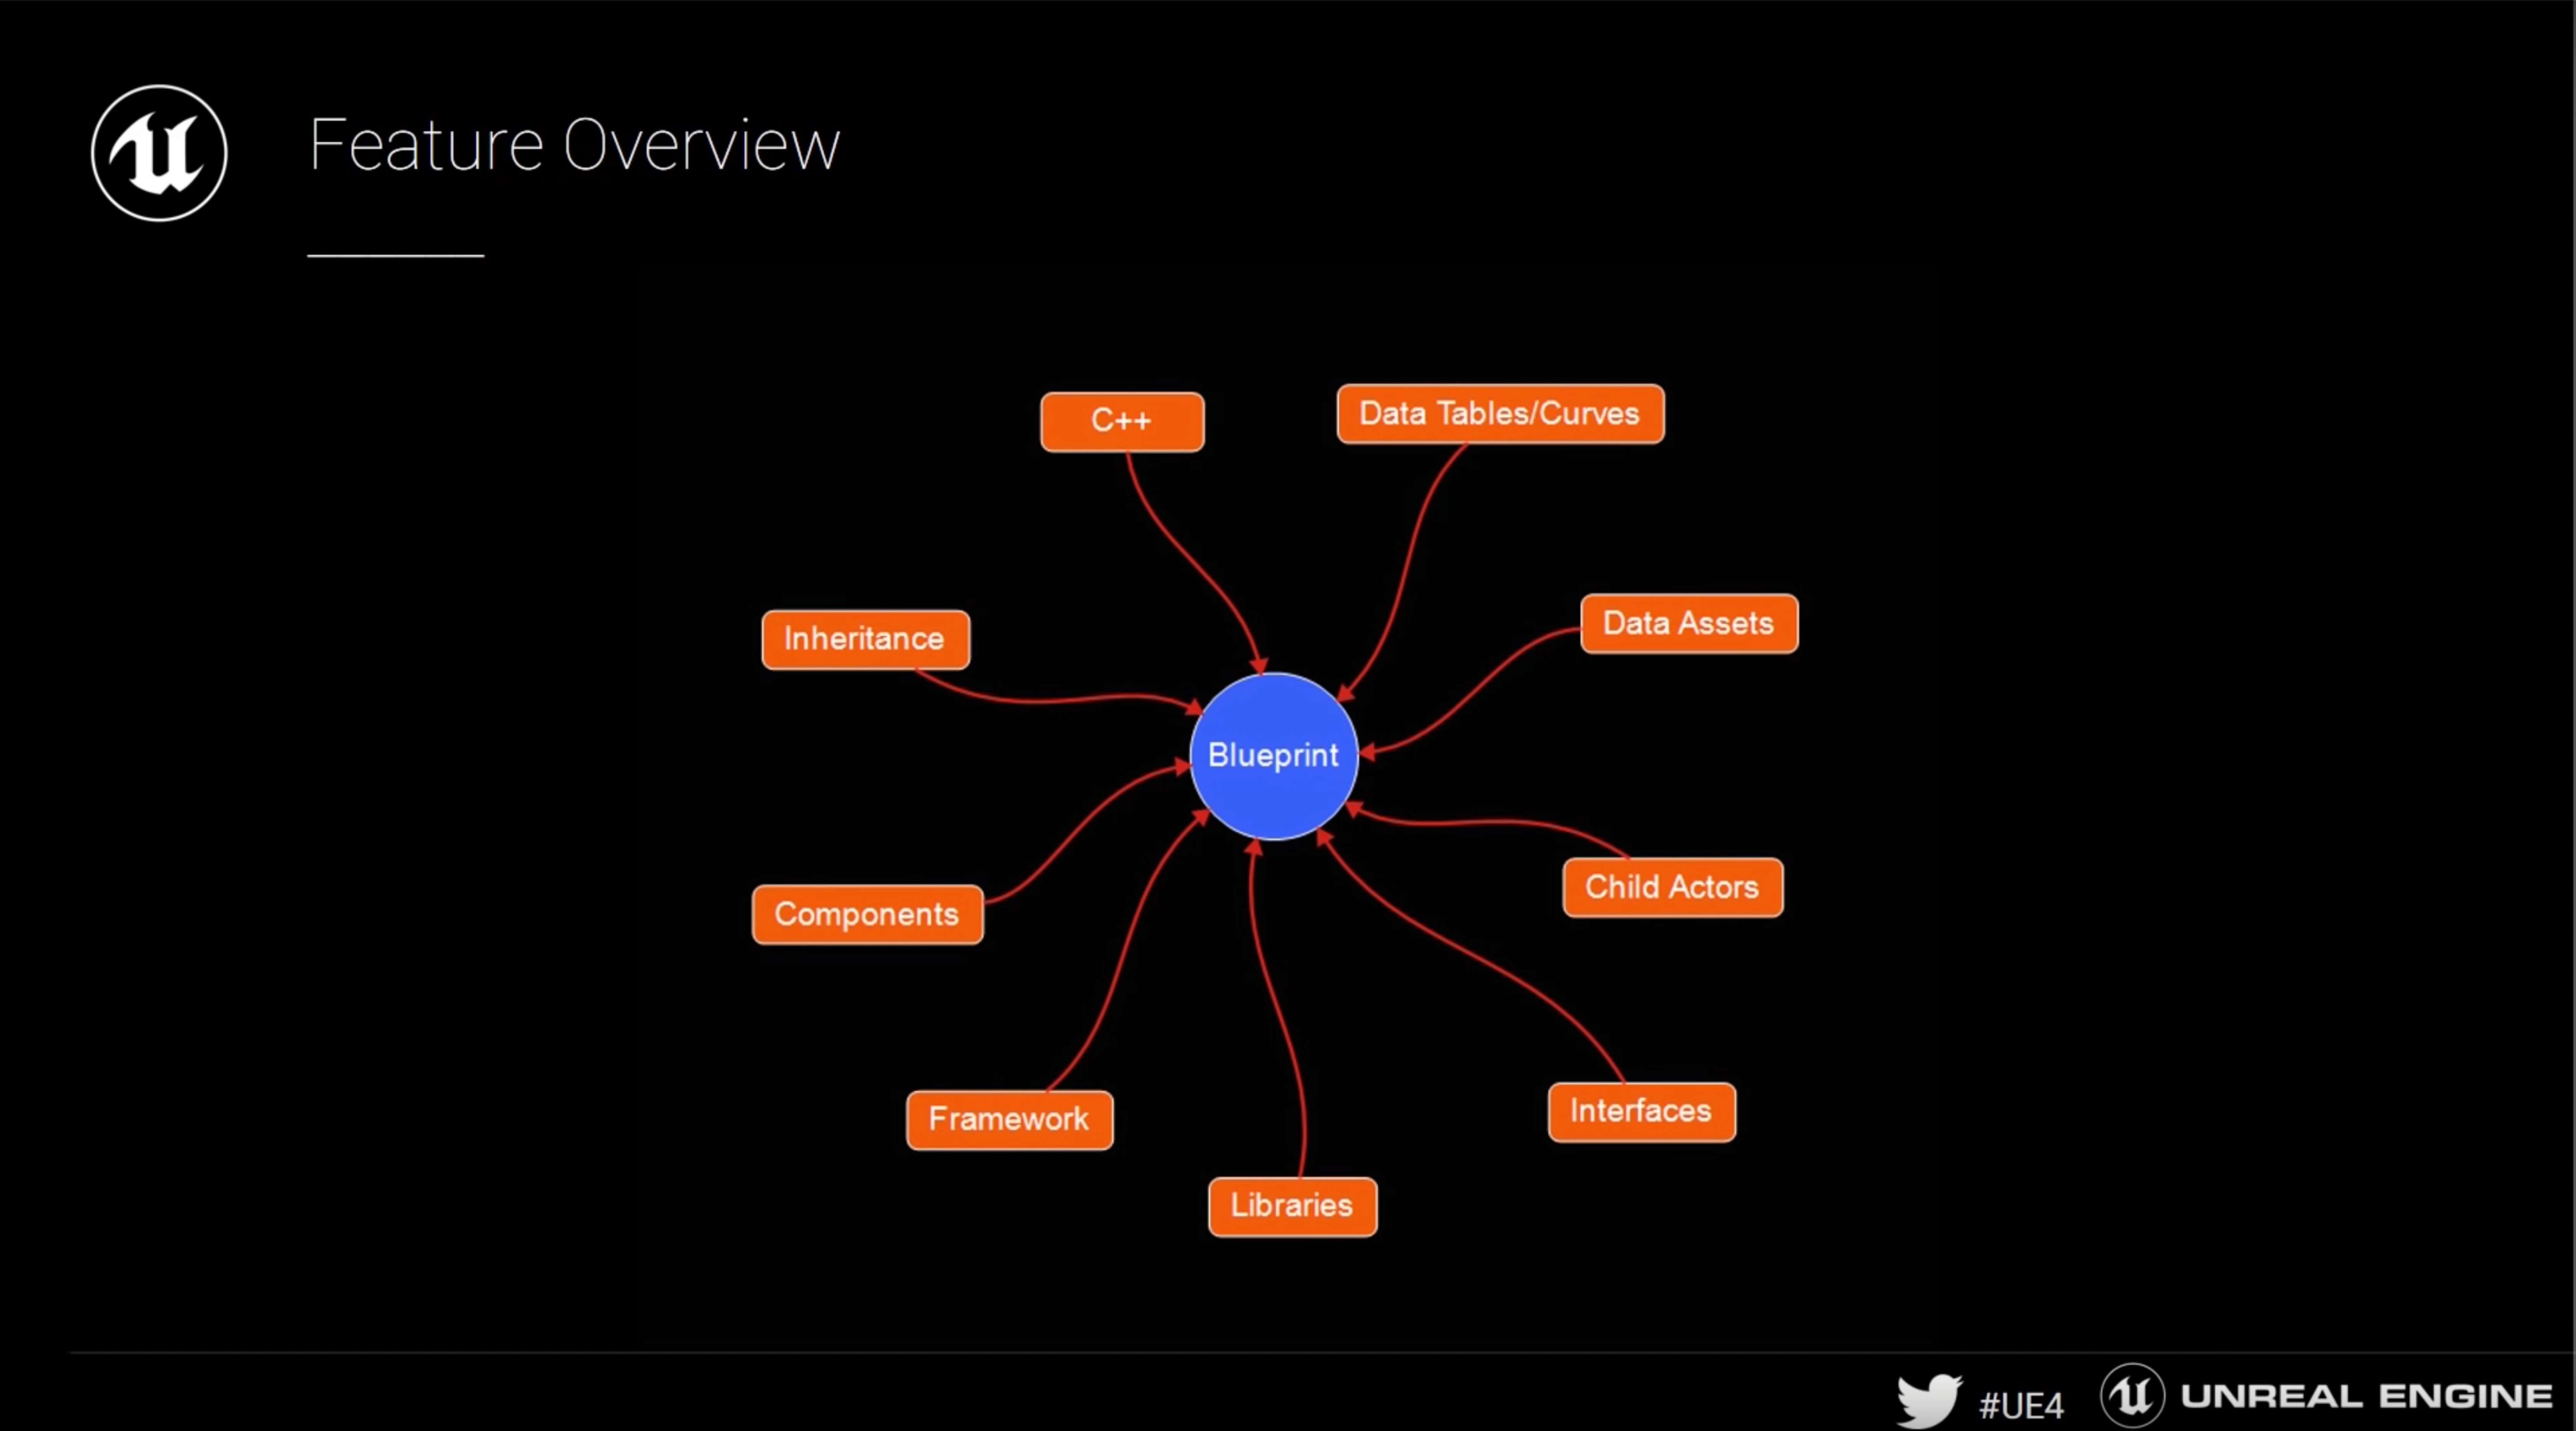 Feature Overview
C++
Data Tables/Curves
Inheritance
Data Assets
Blueprint
Components
Child Actors
Framework
Interfaces
Libraries
#UE4
UNREAL ENGINE